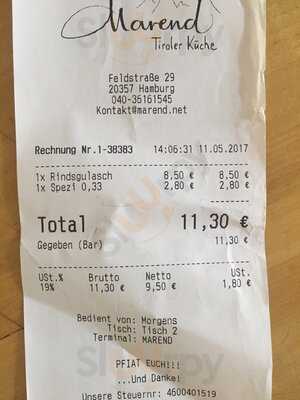 Marend
Tiroler Küche
Feldstraße 29
20357 Hamburg
040-36161545
Kontakt@marend.net
Rechnung Nr.1-38383 14:06:31 11.05.2017
1x Rindsgulasch 8,50 € 8,50 €
1x Spezi 0,33 2,80 € 2,80 €
Total 11,30 €
Gegeben (Bar) 11,30 €
USt.% Brutto Netto USt.
19% 11,30 € 9,50 € 1,80 €
Bedient von: Morgens
Tisch: Tisch 2
Terminal: MAREND
PFIAT EUCH!!!
...Und Danke!
Unsere Steuernr: 4600401519